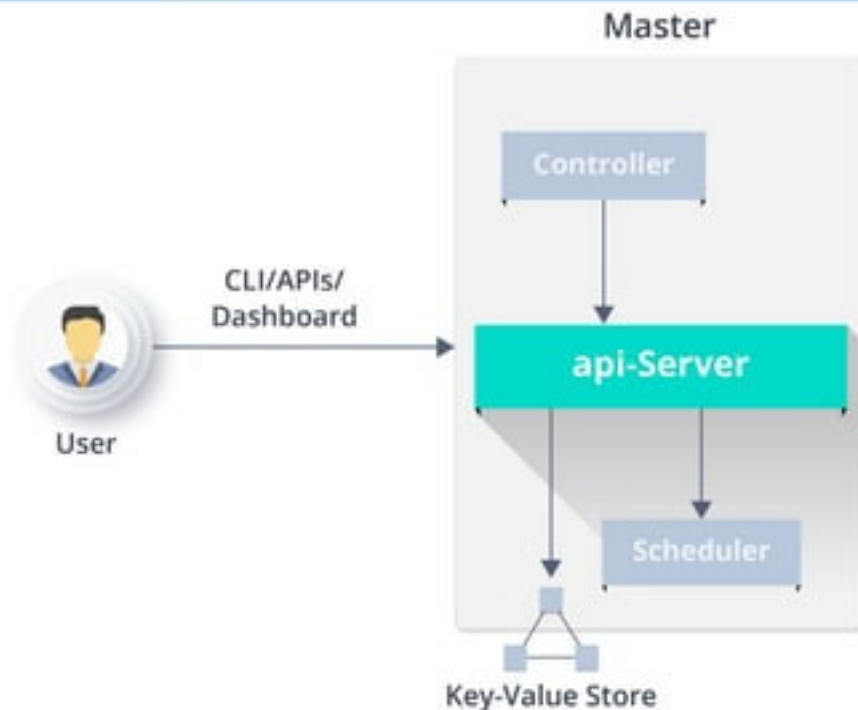 Master
Controller
CLI/APIs/
Dashboard
api-Server
User
Scheduler
Key-Value Store